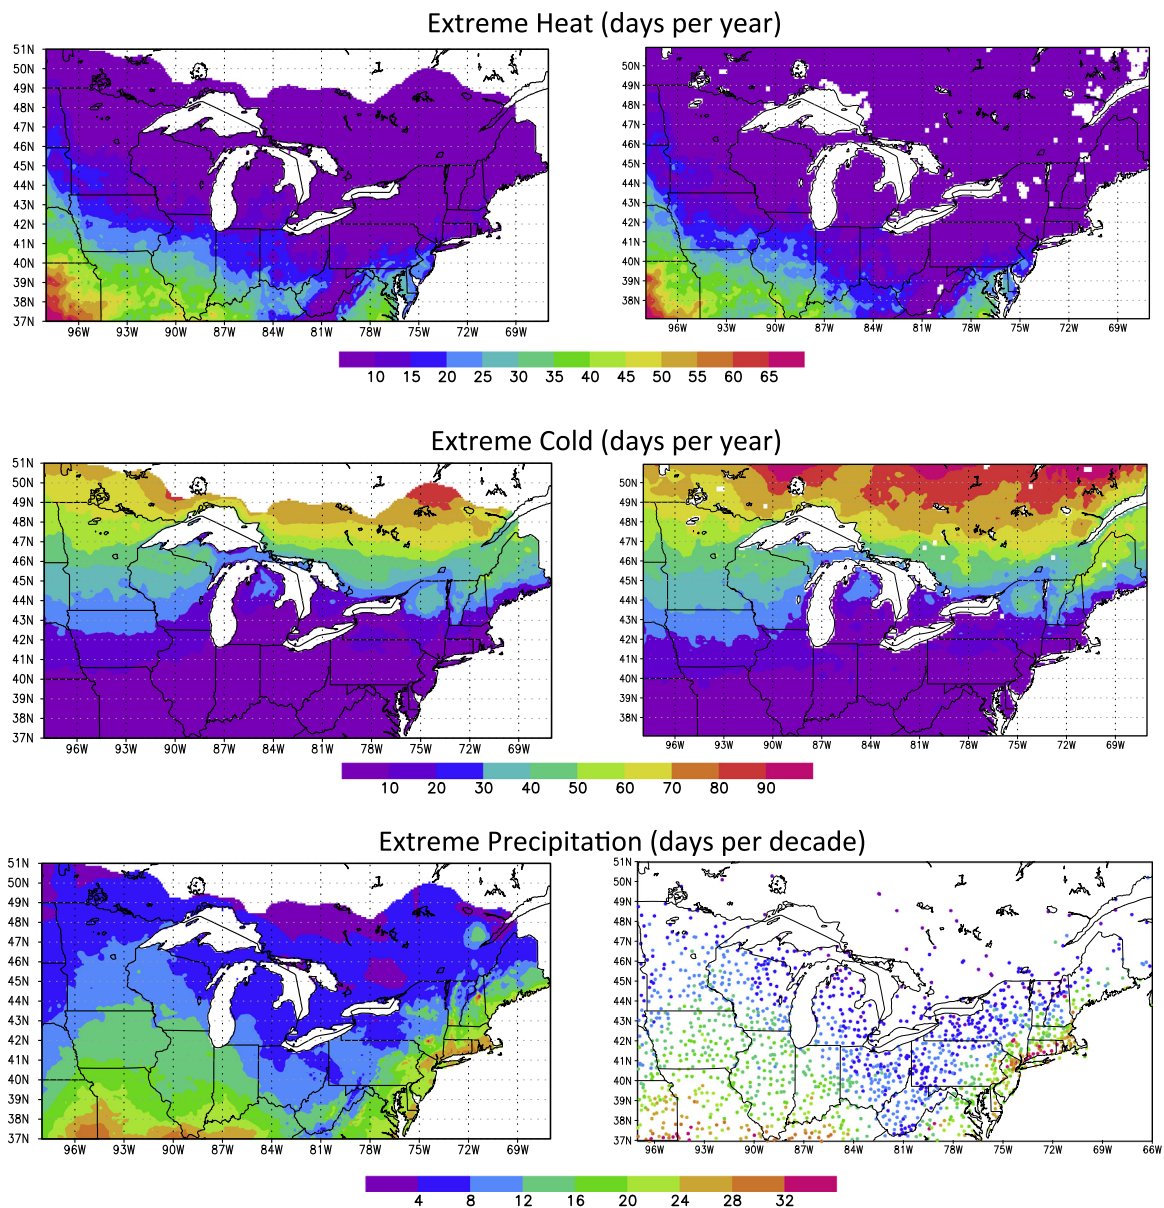 Extreme Heat (days per year)
51N
50N
49N
48N
47N
46N
45N
44N
43N
42N
41N
40N
39N
38N
37N
96W 93W 90W 87W 84W 81W 78W 75W 72W 69W
50N
49N
48N
47N
46N
45N
44N
43N
42N
41N
40N
39N
38N
96W 93W 90W 87W 84W 81W 78W 75W 72W 69W
10 15 20 25 30 35 40 45 50 55 60 65
Extreme Cold (days per year)
51N
50N
49N
48N
47N
46N
45N
44N
43N
42N
41N
40N
39N
38N
37N
96W 93W 90W 87W 84W 81W 78W 75W 72W 69W
50N
49N
48N
47N
46N
45N
44N
43N
42N
41N
40N
39N
38N
96W 93W 90W 87W 84W 81W 78W 75W 72W 69W
10 20 30 40 50 60 70 80 90
Extreme Precipitation (days per decade)
51N
50N
49N
48N
47N
46N
45N
44N
43N
42N
41N
40N
39N
38N
37N
96W 93W 90W 87W 84W 81W 78W 75W 72W 69W
51N
50N
49N
48N
47N
46N
45N
44N
43N
42N
41N
40N
39N
38N
37N
96W 93W 90W 87W 84W 81W 78W 75W 72W 69W 66W
4 8 12 16 20 24 28 32